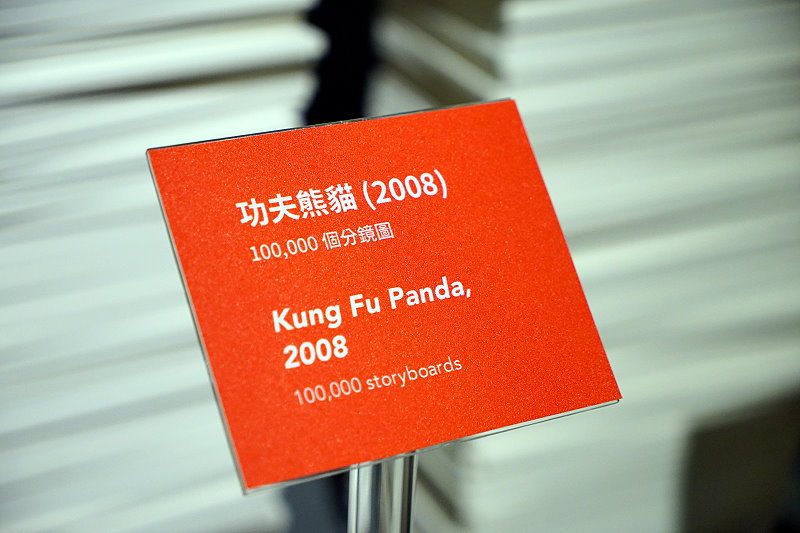 功夫熊貓 (2008)
100,000 個分鏡圖
Kung Fu Panda,
2008
100,000 storyboards